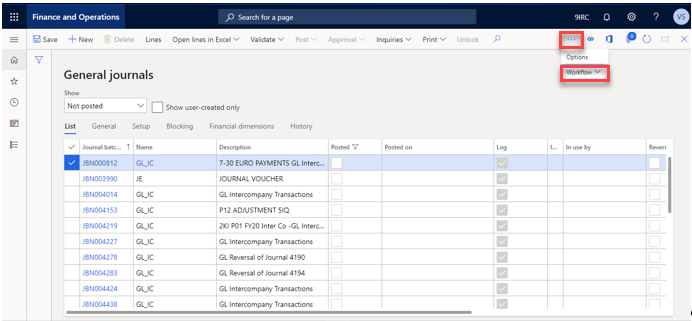 Finance and Operations
Search for a page
9IRC
VS
Save
New
Delete
Lines
Open lines in Excel
Validate
Post
Approval
Inquiries
Print
Unlock
...
0
Options
Workflow
General journals
Show
Not posted
Show user-created only
List
General
Setup
Blocking
Financial dimensions
History
Journal batc... Name Description Posted Posted on Log I... In use by Revers
JBN000812 GL_IC 7-30 EURO PAYMENTS GL Interc...
JBN003990 JE JOURNAL VOUCHER
JBN004014 GL_IC GL Intercompany Transactions
JBN004153 GL_IC P12 ADJUSTMENT SIQ
JBN004219 GL_IC 2KI P01 FY20 Inter Co -GL Interc...
JBN004227 GL_IC GL Intercompany Transactions
JBN004278 GL_IC GL Reversal of Journal 4190
JBN004283 GL_IC GL Reversal of Journal 4194
JBN004424 GL_IC GL Intercompany Transactions
JBN004438 GL_IC GL Intercompany Transactions